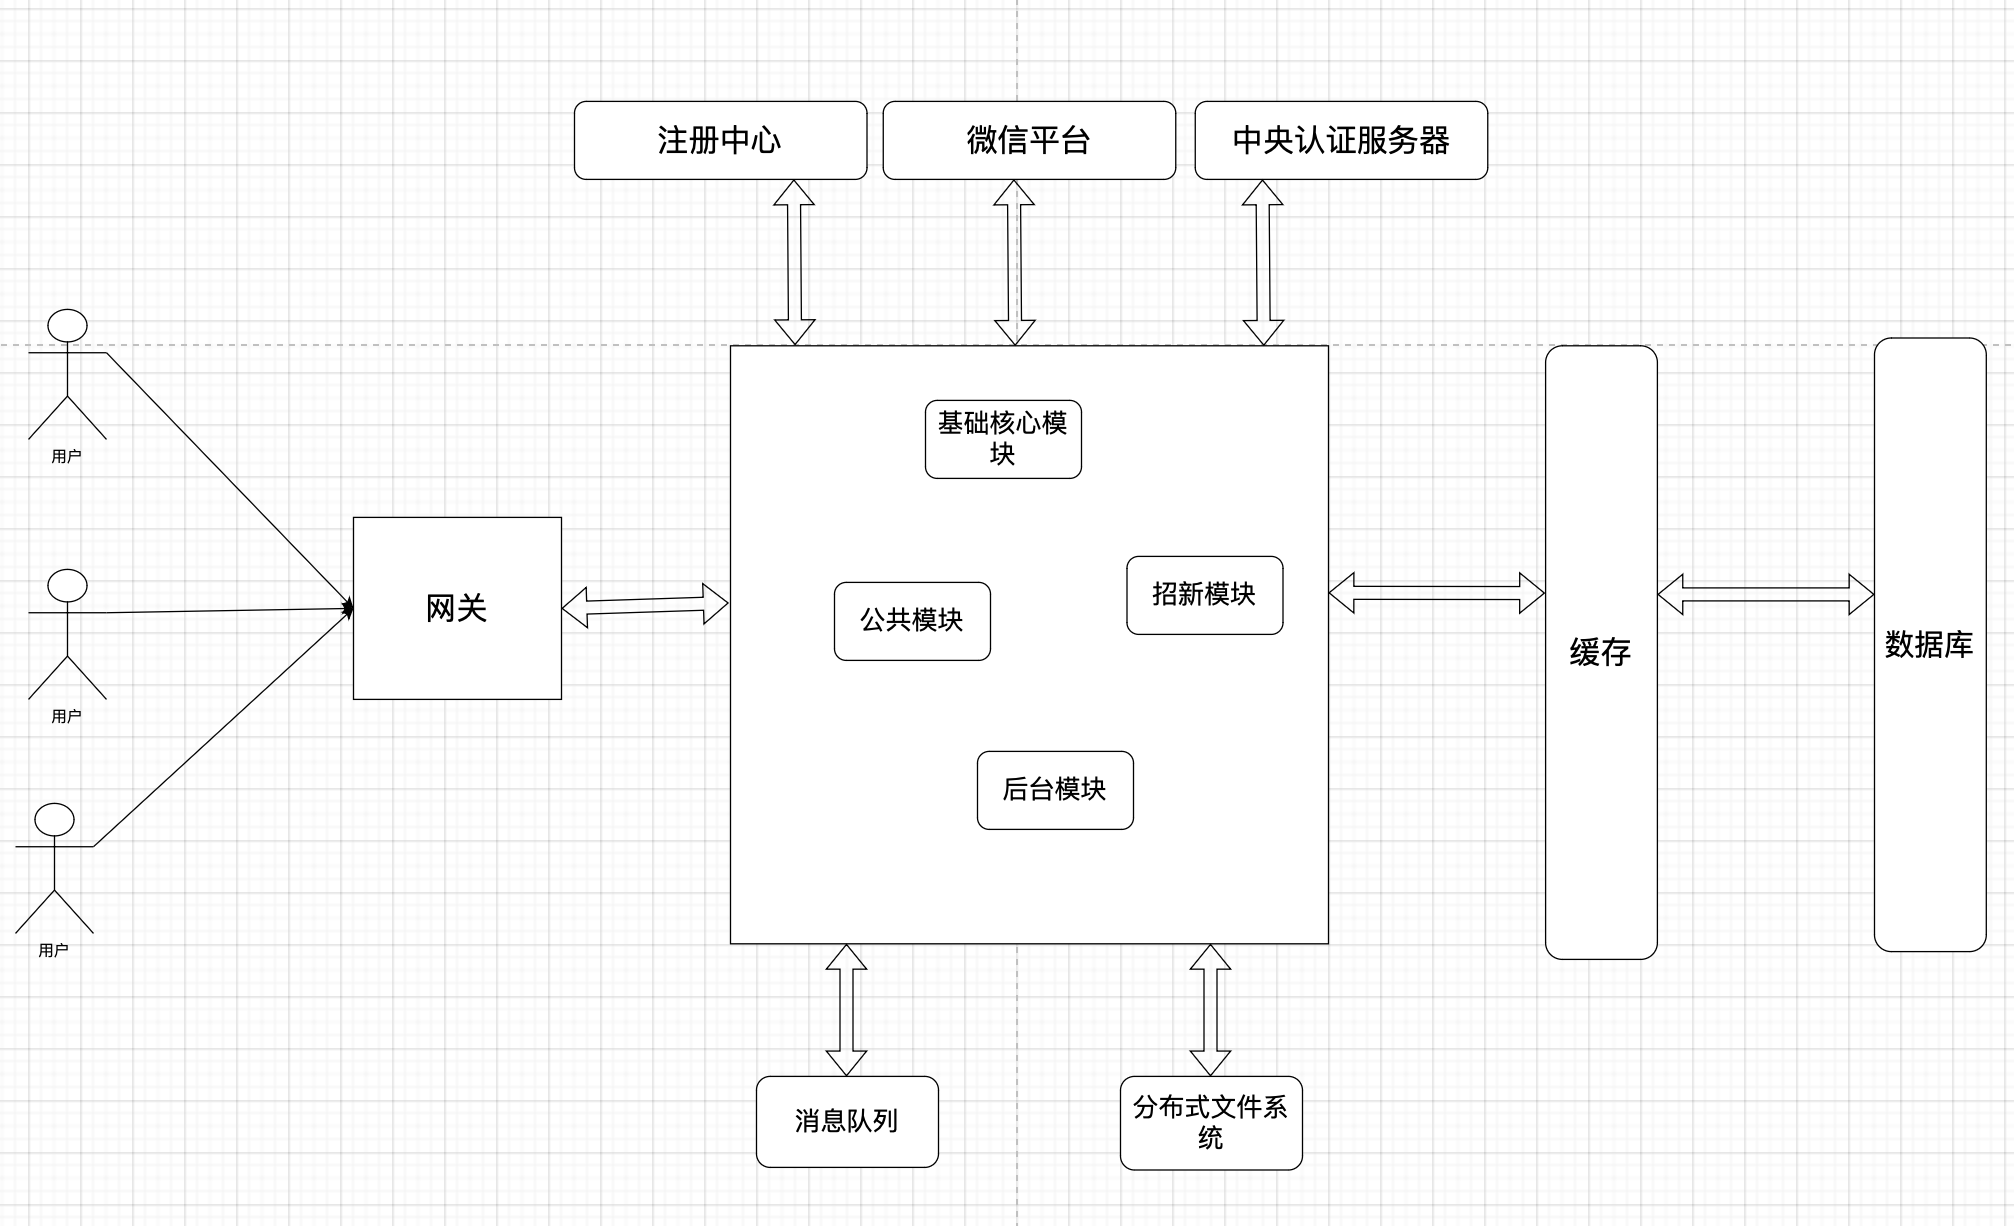 注册中心
微信平台
中央认证服务器
用户
基础核心模
块
网关
公共模块
招新模块
用户
缓存
数据库
后台模块
用户
消息队列
分布式文件系
统